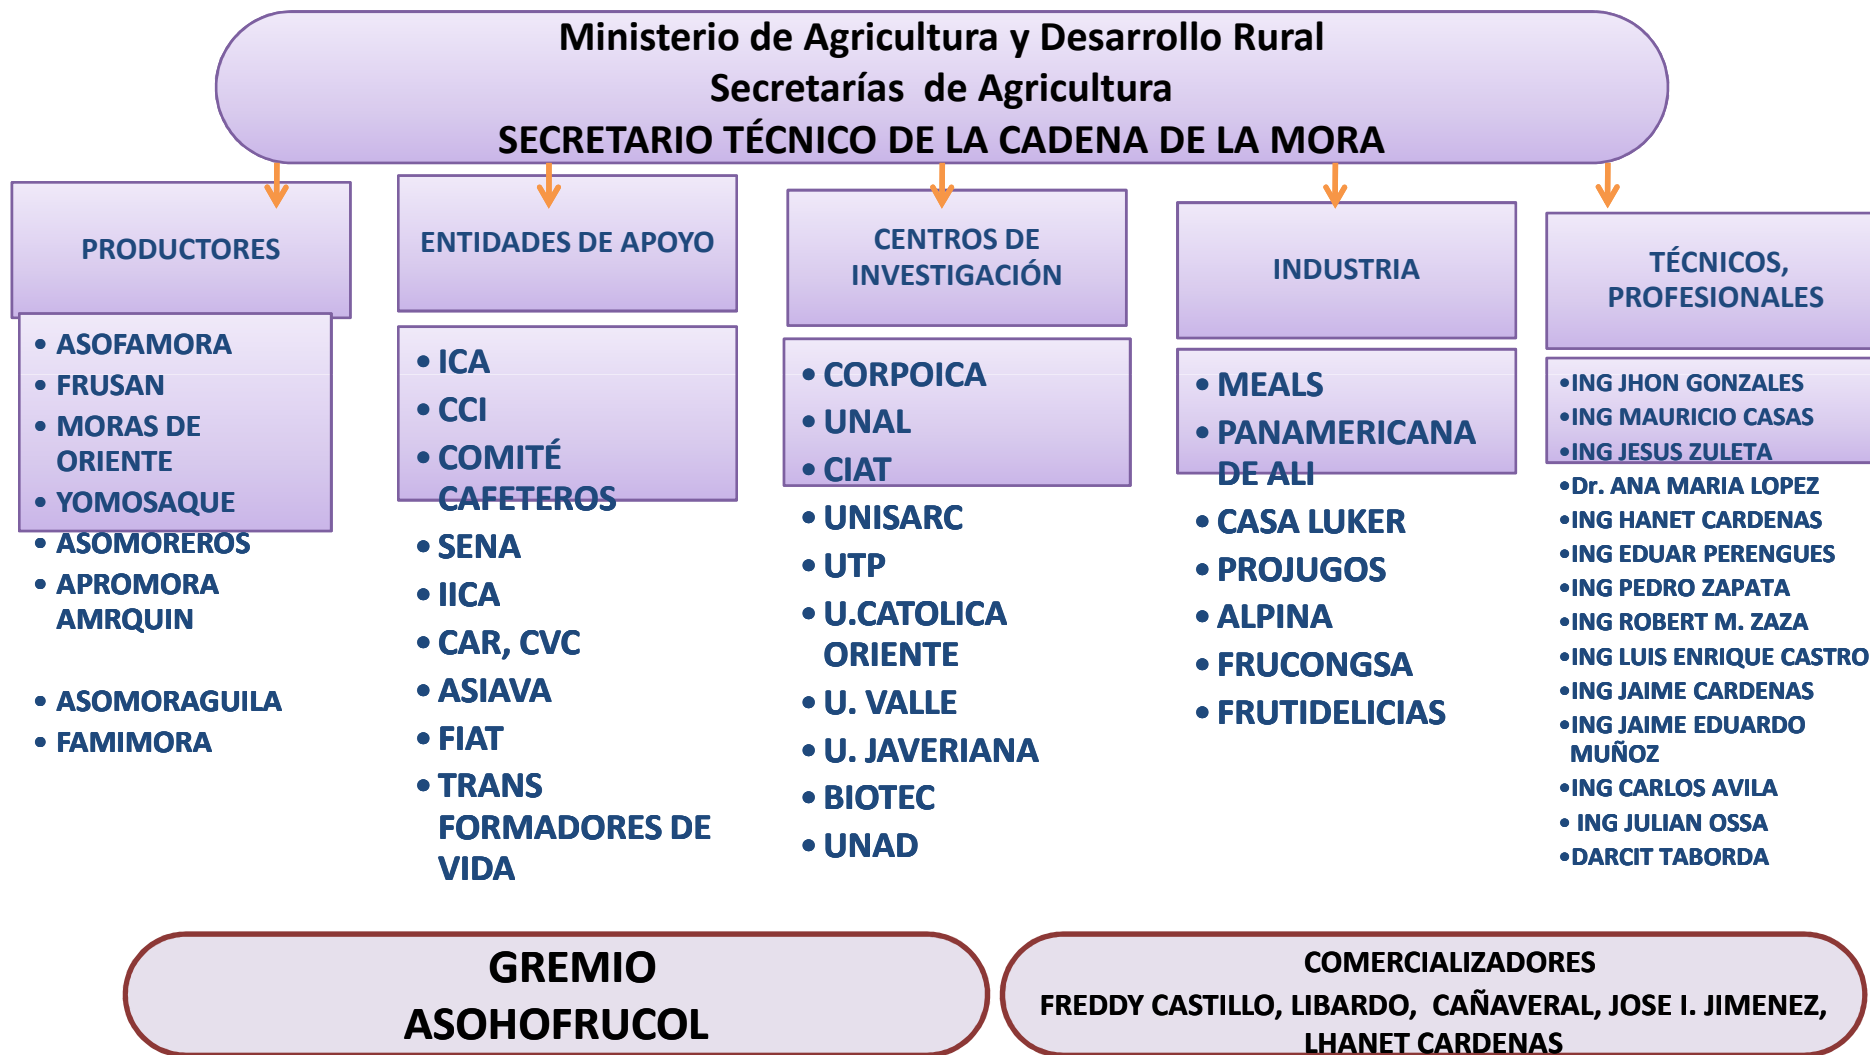 Ministerio de Agricultura y Desarrollo Rural
Secretarías de Agricultura
SECRETARIO TÉCNICO DE LA CADENA DE LA MORA
PRODUCTORES
• ASOFAMORA
• FRUSAN
• MORAS DE
ORIENTE
• YOMOSAQUE
• ASOMOREROS
• APROMORA
AMRQUIN
• ASOMORAGUILA
• FAMIMORA
ENTIDADES DE APOYO
• ICA
• CCI
• COMITÉ
CAFETEROS
• SENA
• IICA
• CAR, CVC
• ASIAVA
• FIAT
• TRANS
FORMADORES DE
VIDA
CENTROS DE
INVESTIGACIÓN
• CORPOICA
• UNAL
• CIAT
• UNISARC
• UTP
• U.CATOLICA
ORIENTE
• U. VALLE
• U. JAVERIANA
• BIOTEC
• UNAD
INDUSTRIA
• MEALS
• PANAMERICANA
DE ALI
• CASA LUKER
• PROJUGOS
• ALPINA
• FRUCONGSA
• FRUTIDELICIAS
TÉCNICOS,
PROFESIONALES
•ING JHON GONZALES
•ING MAURICIO CASAS
•ING JESUS ZULETA
•Dr. ANA MARIA LOPEZ
•ING HANET CARDENAS
•ING EDUAR PERENGUES
•ING PEDRO ZAPATA
•ING ROBERT M. ZAZA
•ING LUIS ENRIQUE CASTRO
•ING JAIME CARDENAS
•ING JAIME EDUARDO
MUÑOZ
•ING CARLOS AVILA
• ING JULIAN OSSA
•DARCIT TABORDA
GREMIO
ASOHOFRUCOL
COMERCIALIZADORES
FREDDY CASTILLO, LIBARDO, CAÑAVERAL, JOSE I. JIMENEZ,
LHANET CARDENAS